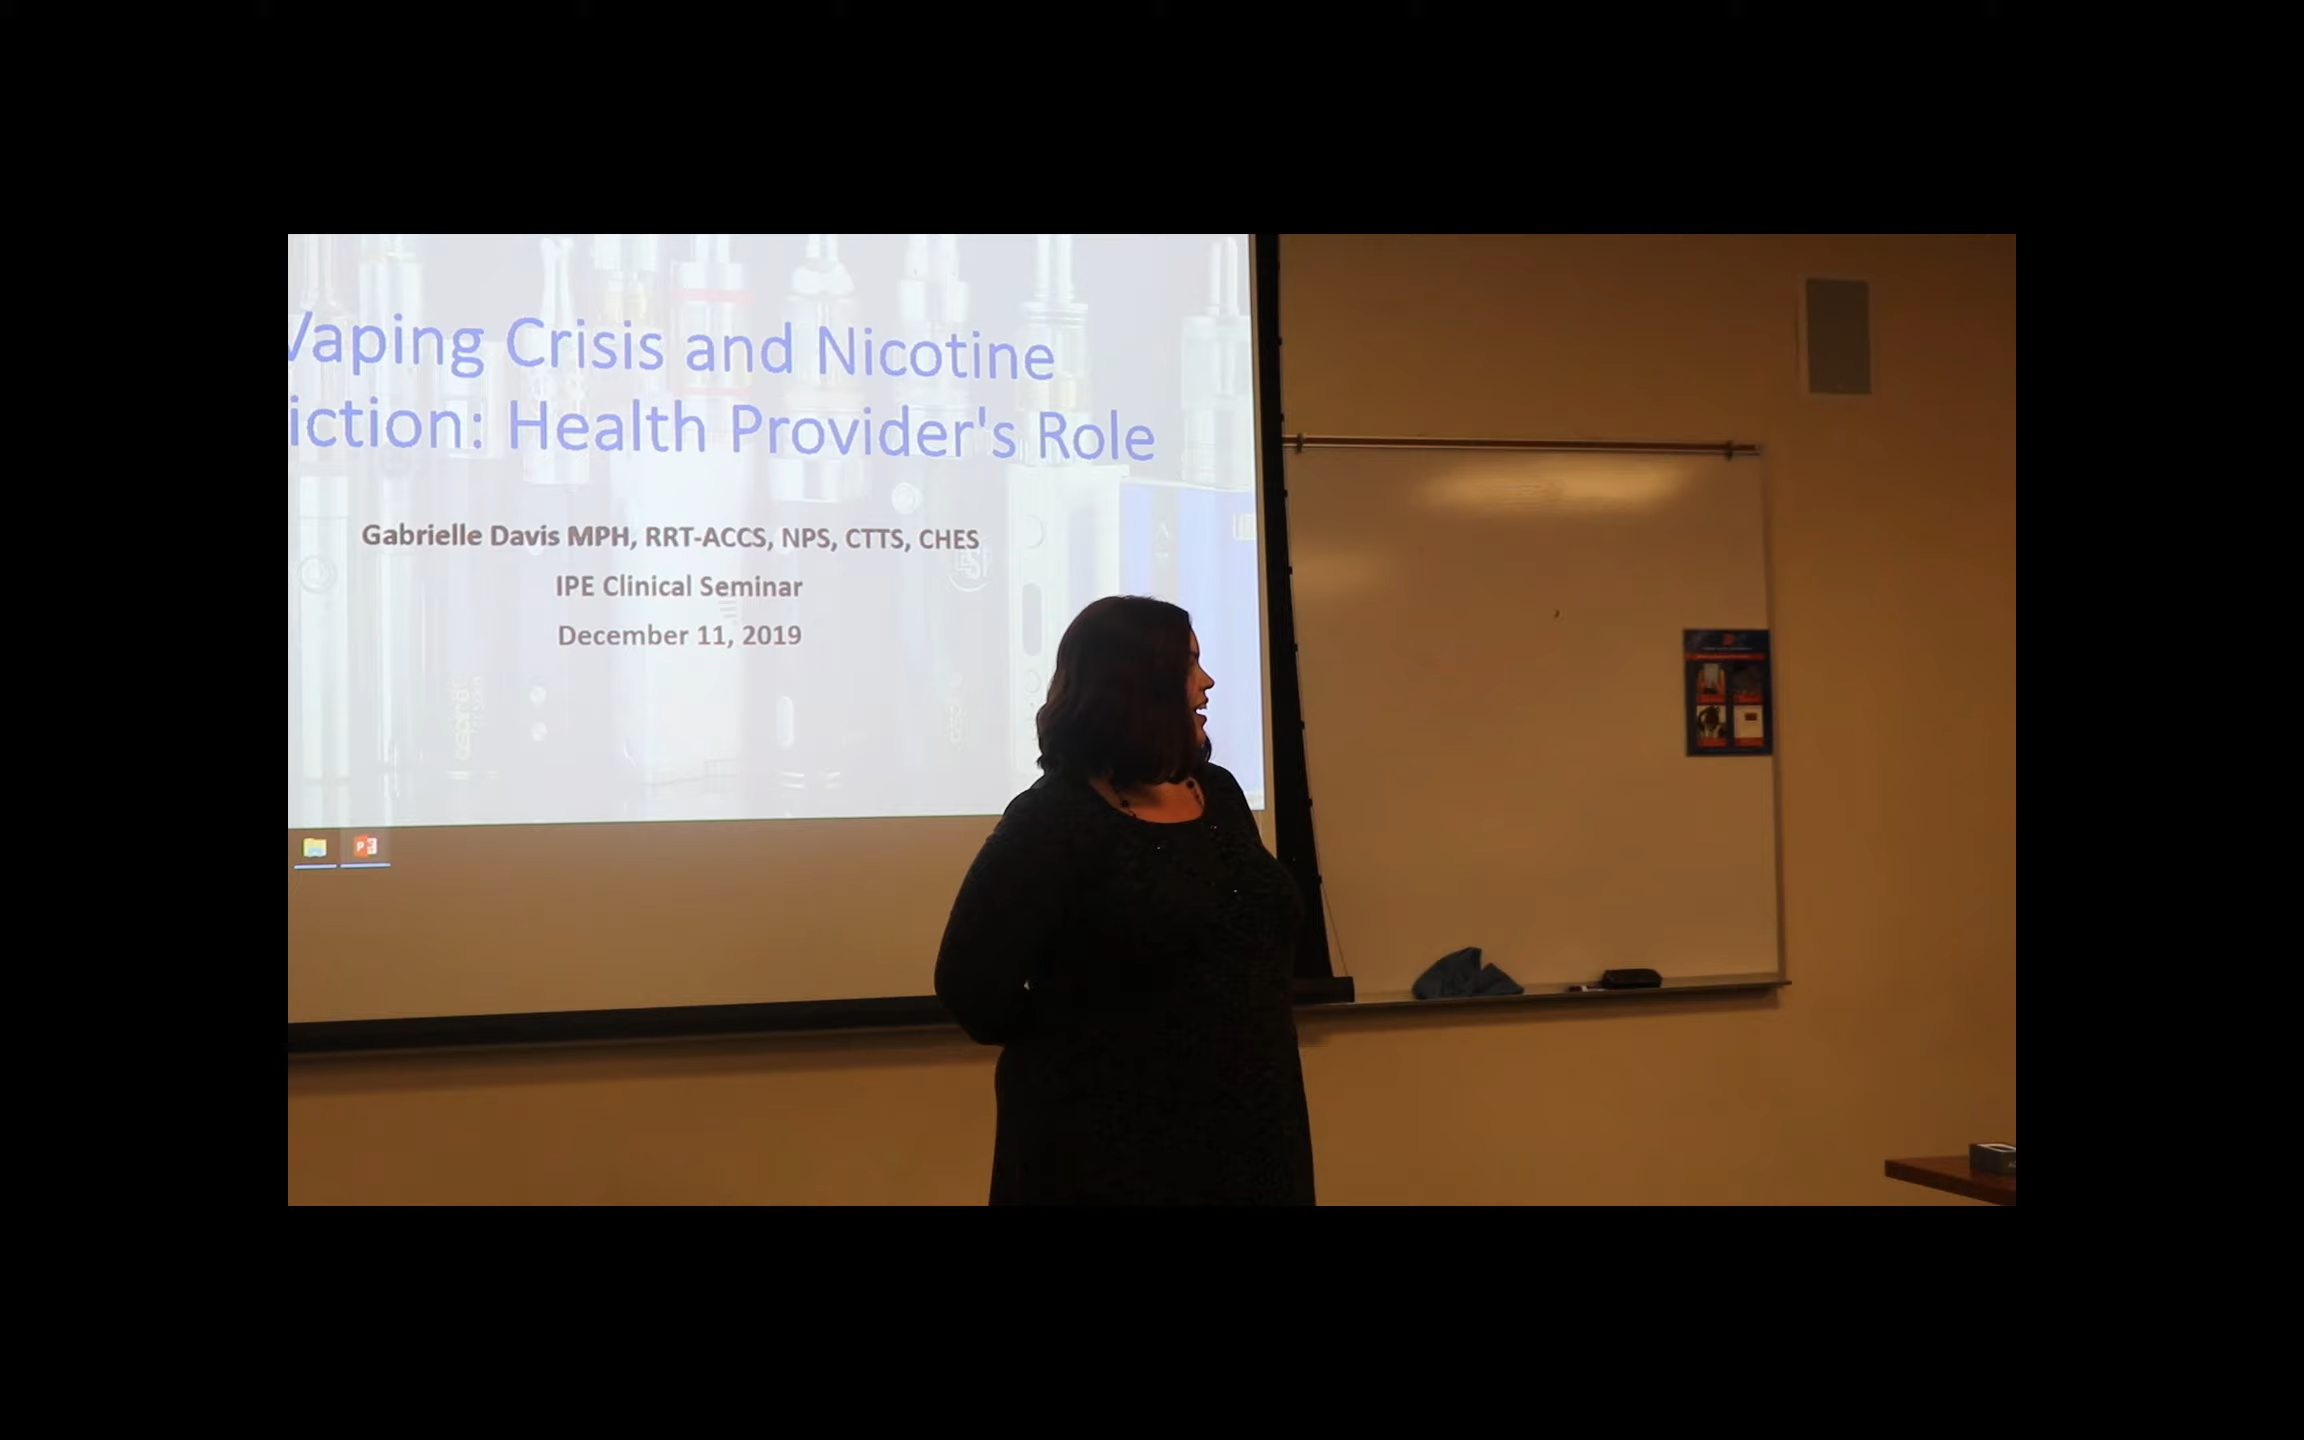 Vaping Crisis and Nicotine
iction: Health Provider's Role
Gabrielle Davis MPH, RRT-ACCS, NPS, CTTS, CHES
IPE Clinical Seminar
December 11, 2019